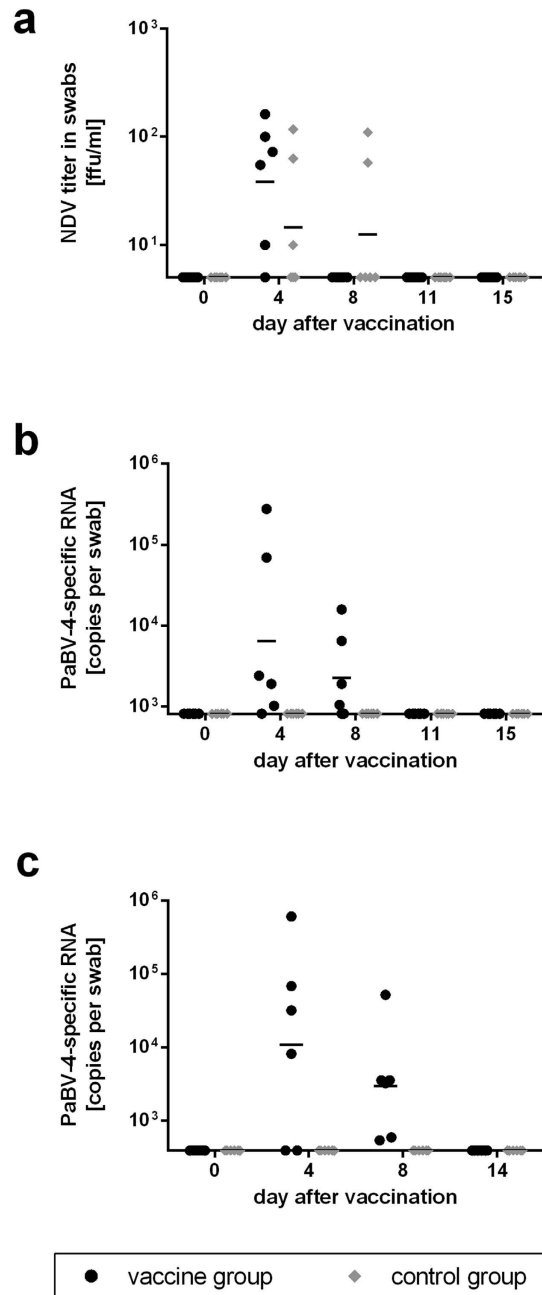 a
NDV titer in swabs
[ffu/ml]
10³
10²
10¹
0 4 8 11 15
day after vaccination
b
PaBV-4-specific RNA
[copies per swab]
10⁶
10⁵
10⁴
10³
0 4 8 11 15
day after vaccination
c
PaBV-4-specific RNA
[copies per swab]
10⁶
10⁵
10⁴
10³
0 4 8 14
day after vaccination
vaccine group control group